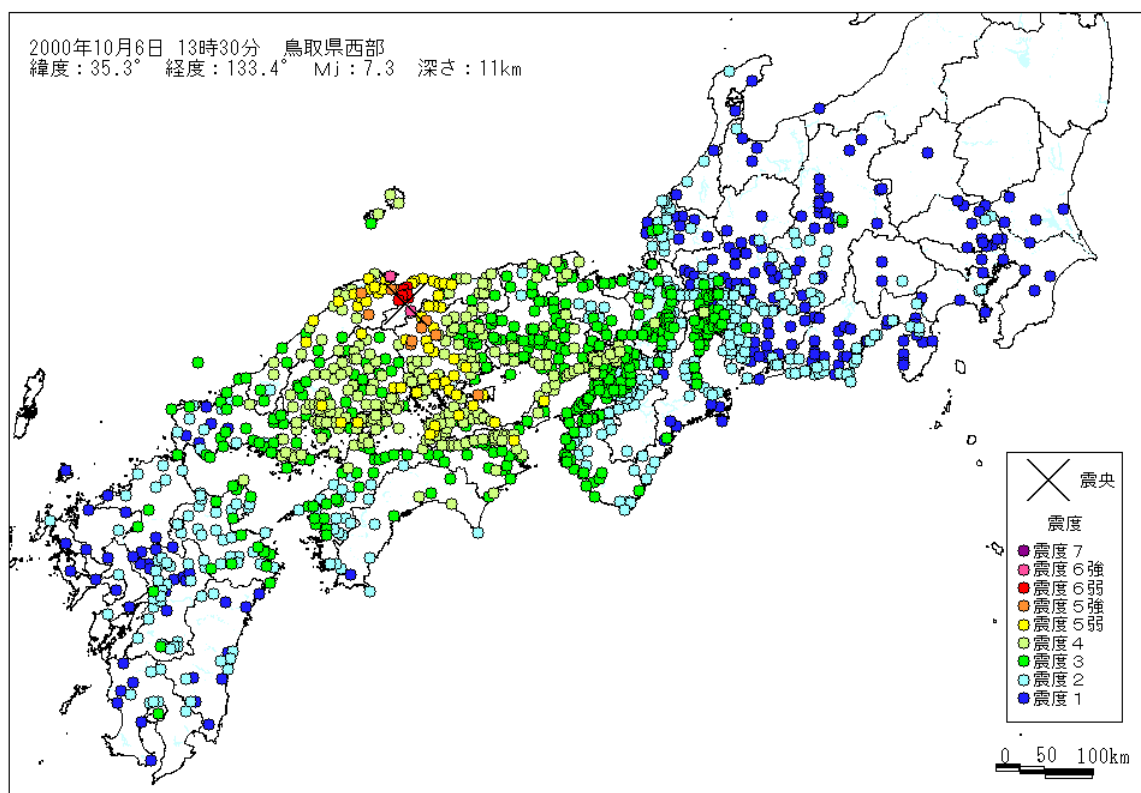 2000年10月6日 13時30分 鳥取県西部
緯度：35.3° 経度：133.4° Mj：7.3 深さ：11km
震央
震度
震度７
震度６強
震度６弱
震度５強
震度５弱
震度４
震度３
震度２
震度１
0 50 100km